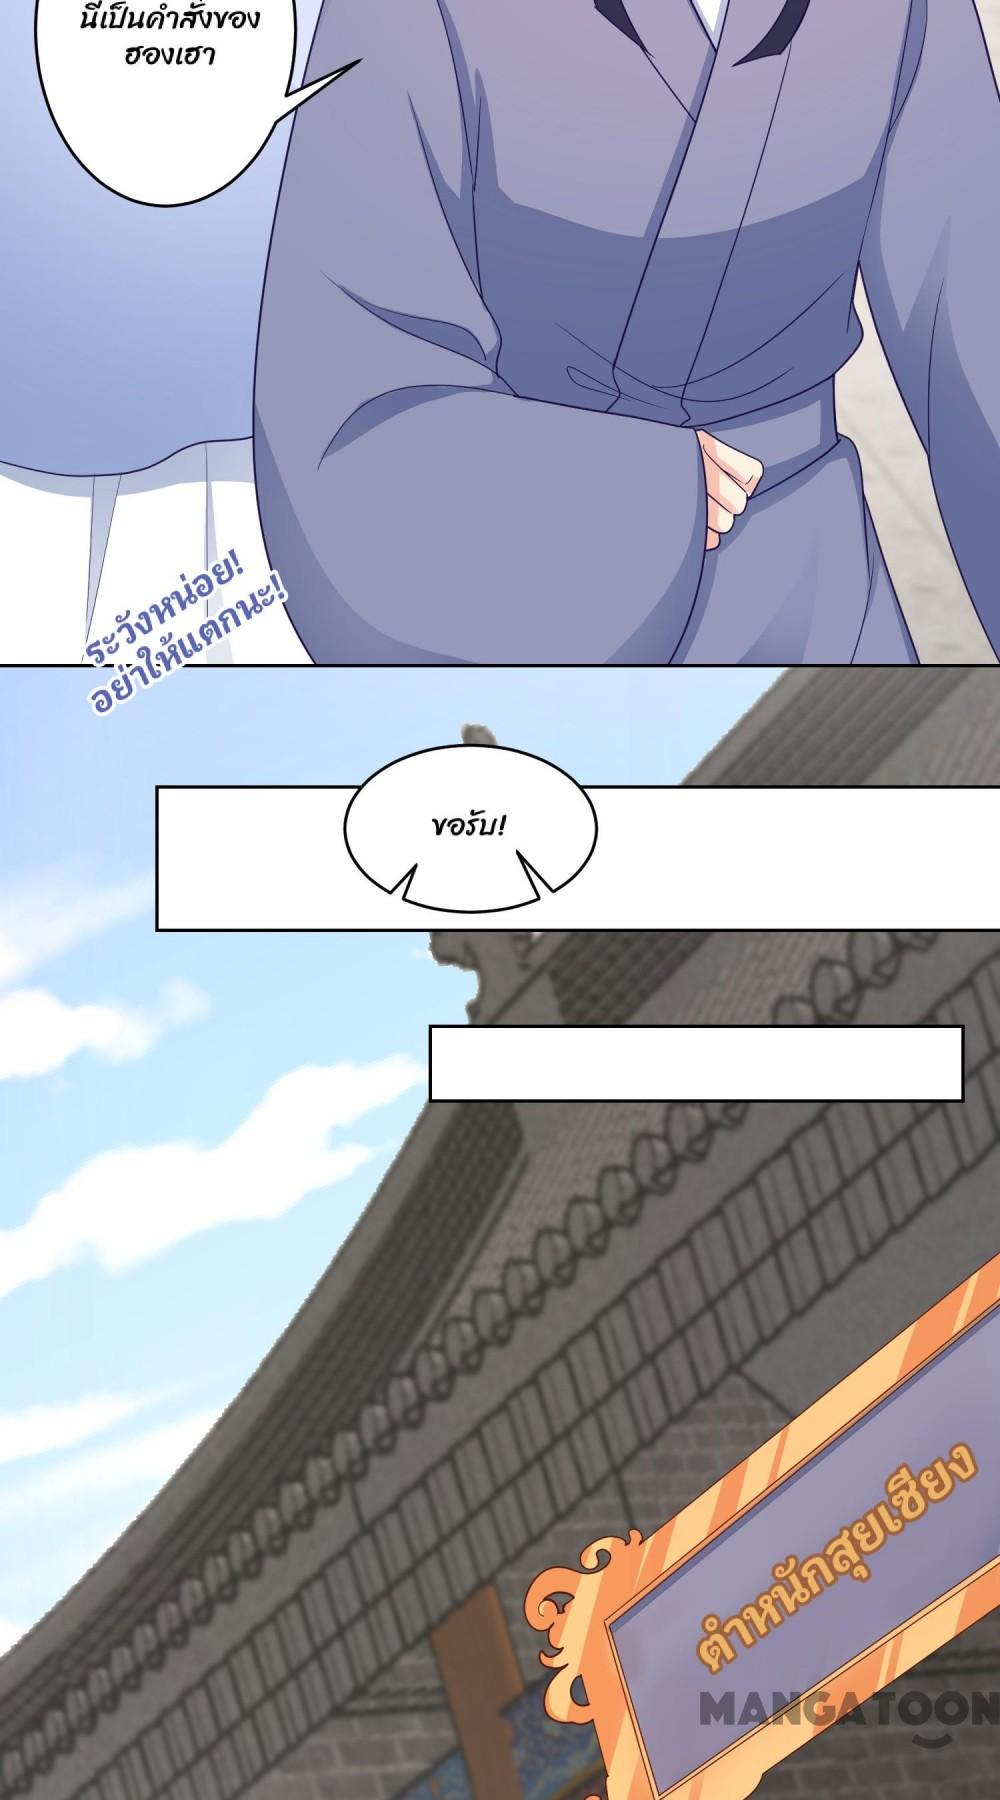 นี่เป็นคำสั่งของ
ฮองเฮา
ระวังหน่อย!
อย่าให้แตกนะ!
ขอรับ!
ตำหนักสุยเซียง
MANGATOON